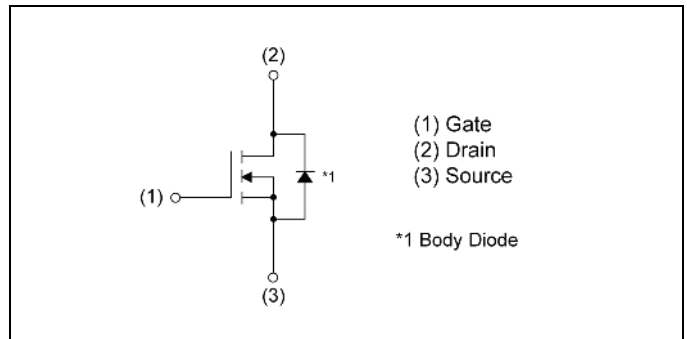 (2)
(1) Gate
(2) Drain
(3) Source
*1
(1)
*1 Body Diode
(3)